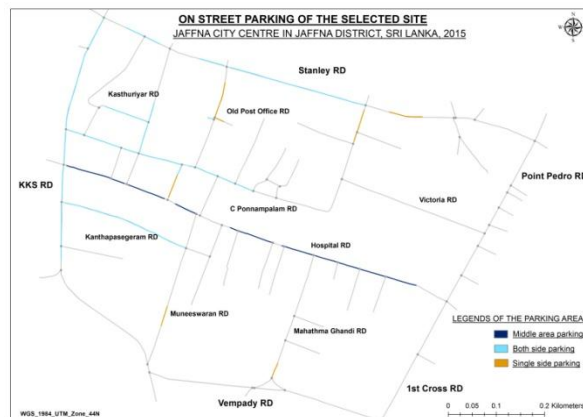 ON STREET PARKING OF THE SELECTED SITE
JAFFNA CITY CENTRE IN JAFFNA DISTRICT, SRI LANKA, 2015
N
W
E
S
Stanley RD
Kasthuriyar RD
Old Post Office RD
KKS RD
Point Pedro RD
Victoria RD
C Ponnampalam RD
Kanthapasegeram RD
Hospital RD
Muneeswaran RD
Mahathma Ghandi RD
LEGENDS OF THE PARKING AREA
Middle area parking
Both side parking
Single side parking
1st Cross RD
Vempady RD
0 0.05 0.1 0.2 Kilometers
WGS_1984_UTM_Zone_44N